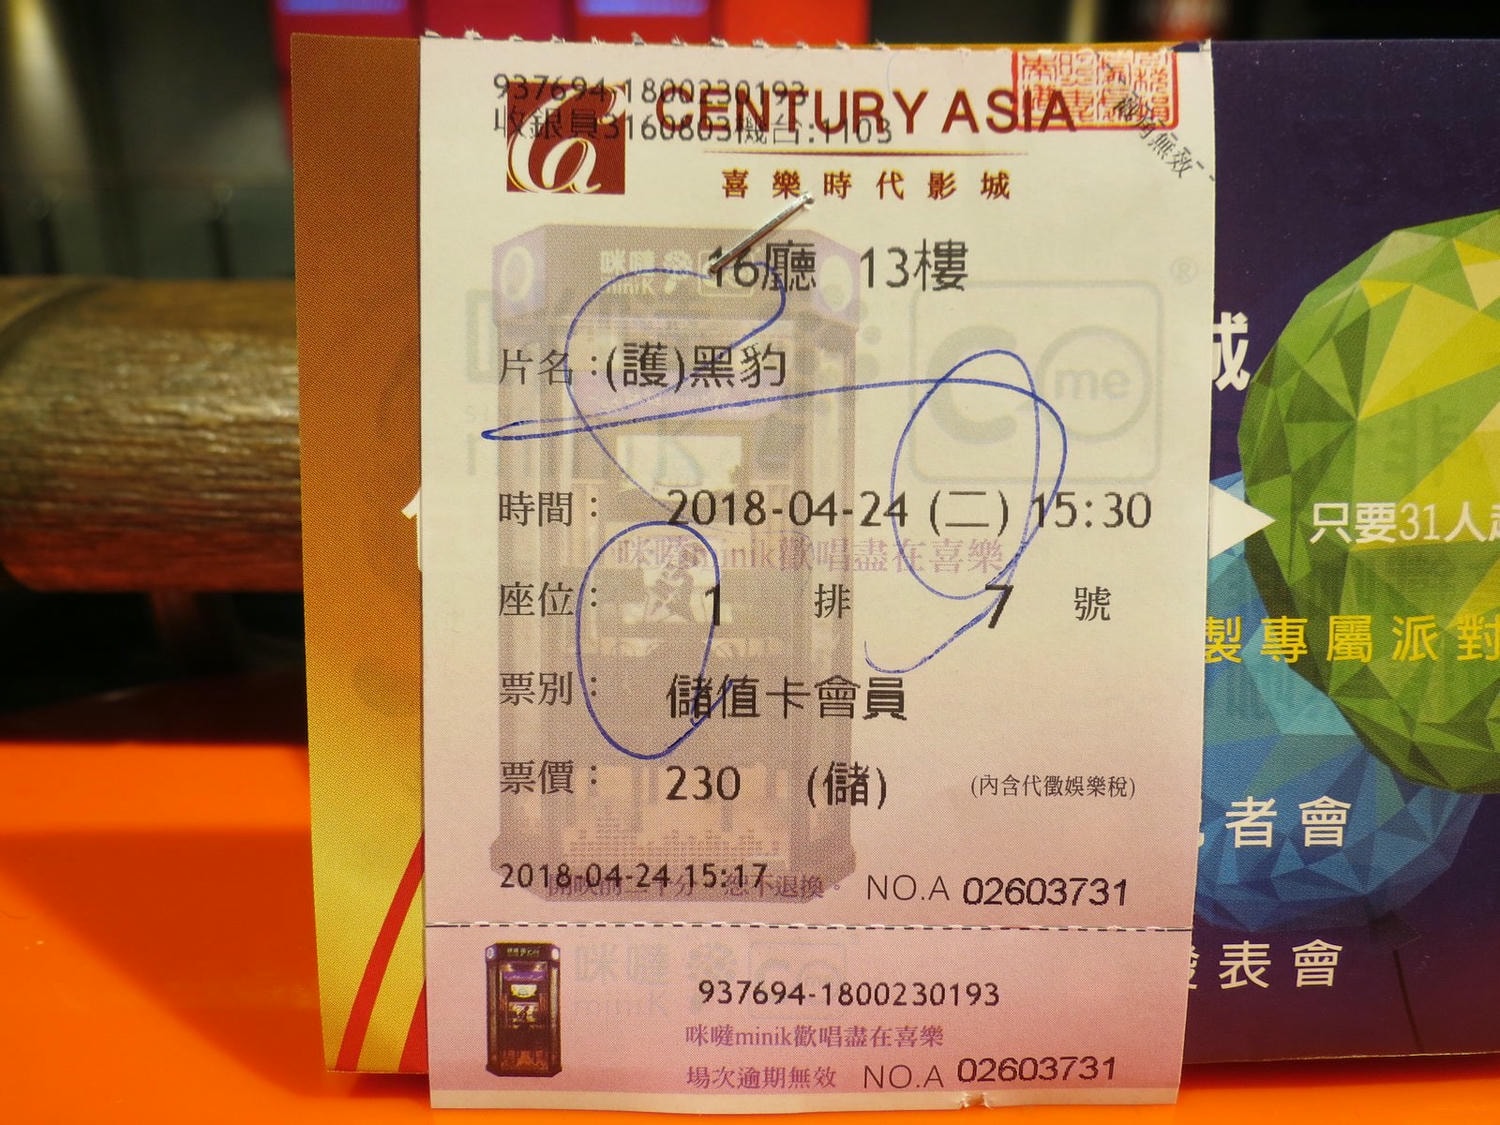 937694-1800230193
CENTURY ASIA
收銀員3160803機台:1103
喜樂時代影城
16廳 13樓
片名：(護)黑豹
me
時間： 2018-04-24 (二) 15:30
咪噠minik歡唱盡在喜樂
座位： 1 排 7 號
票別： 儲值卡會員
票價： 230 (儲) (內含代徵娛樂稅)
2018-04-24 15:17
NO.A 02603731
咪噠
minik
937694-1800230193
咪噠minik歡唱盡在喜樂
場次逾期無效 NO.A 02603731
城
只要31人
製專屬派對
者會
發表會